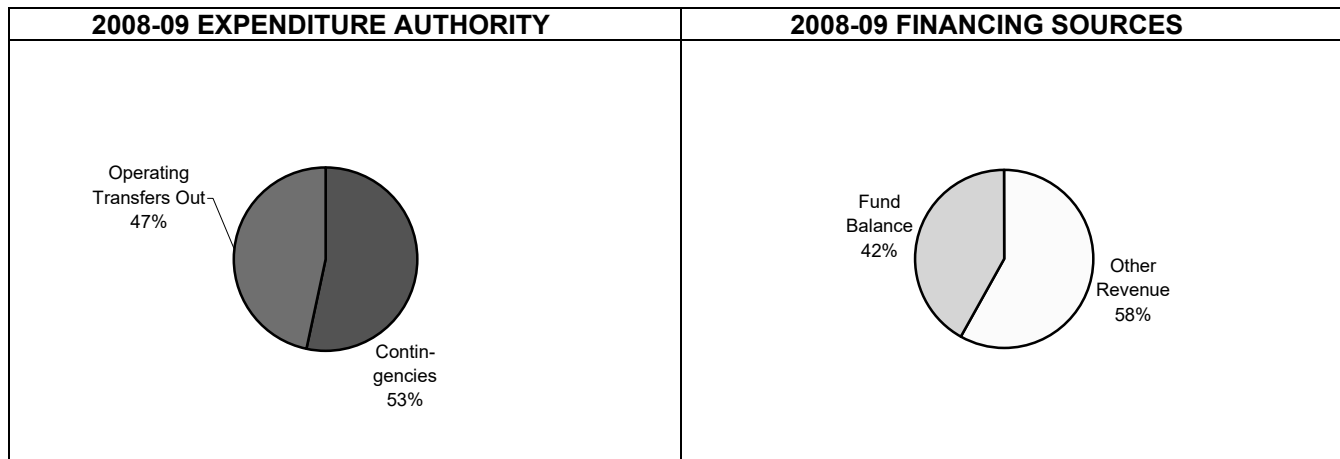 2008-09 EXPENDITURE AUTHORITY
2008-09 FINANCING SOURCES
Operating
Transfers Out
47%
Contin-
gencies
53%
Fund
Balance
42%
Other
Revenue
58%